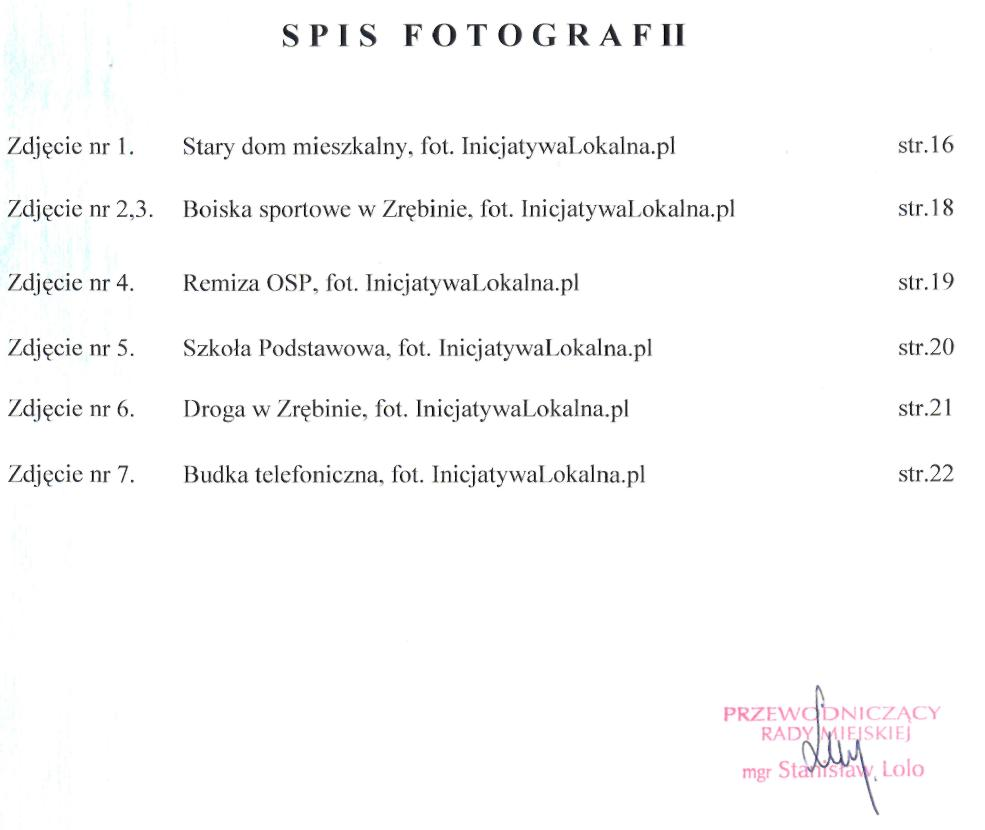 SPIS FOTOGRAFII
Zdjęcie nr 1. Stary dom mieszkalny, fot. InicjatywaLokalna.pl str.16
Zdjęcie nr 2,3. Boiska sportowe w Zrębinie, fot. InicjatywaLokalna.pl str.18
Zdjęcie nr 4. Remiza OSP, fot. InicjatywaLokalna.pl str.19
Zdjęcie nr 5. Szkoła Podstawowa, fot. InicjatywaLokalna.pl str.20
Zdjęcie nr 6. Droga w Zrębinie, fot. InicjatywaLokalna.pl str.21
Zdjęcie nr 7. Budka telefoniczna, fot. InicjatywaLokalna.pl str.22
PRZEWODNICZĄCY
RADY MIEJSKIEJ
mgr Stanisław Lolo